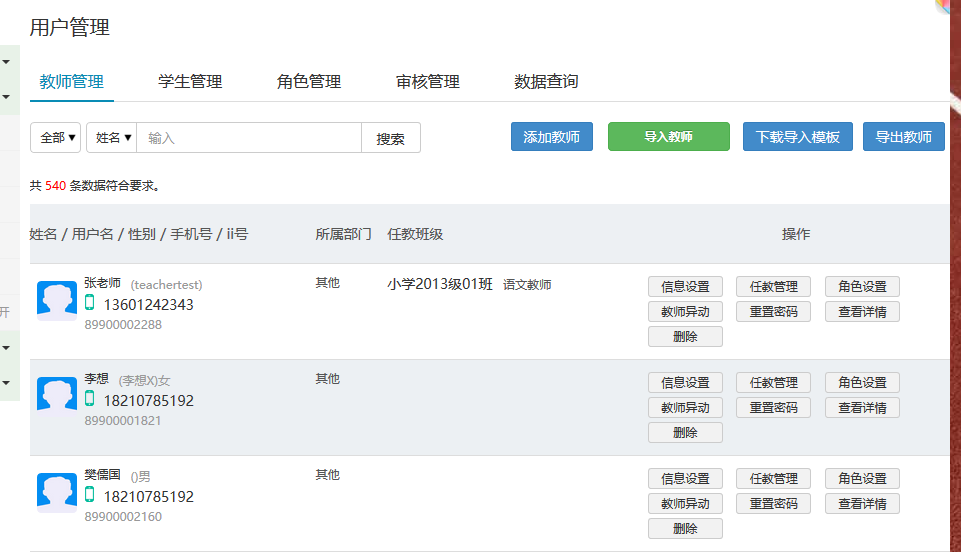 用户管理
教师管理 学生管理 角色管理 审核管理 数据查询
全部▼ 姓名▼ 输入 搜索 添加教师 导入教师 下载导入模板 导出教师
共 540 条数据符合要求。
姓名 / 用户名 / 性别 / 手机号 / ii号 所属部门 任教班级 操作
张老师 (teachertest) 其他 小学2013级01班 语文教师 信息设置 任教管理 角色设置
13601242343 教师异动 重置密码 查看详情
89900002288 删除
开
李想 (李想X)女 其他 信息设置 任教管理 角色设置
18210785192 教师异动 重置密码 查看详情
89900001821 删除
樊儒国 ()男 其他 信息设置 任教管理 角色设置
18210785192 教师异动 重置密码 查看详情
89900002160 删除